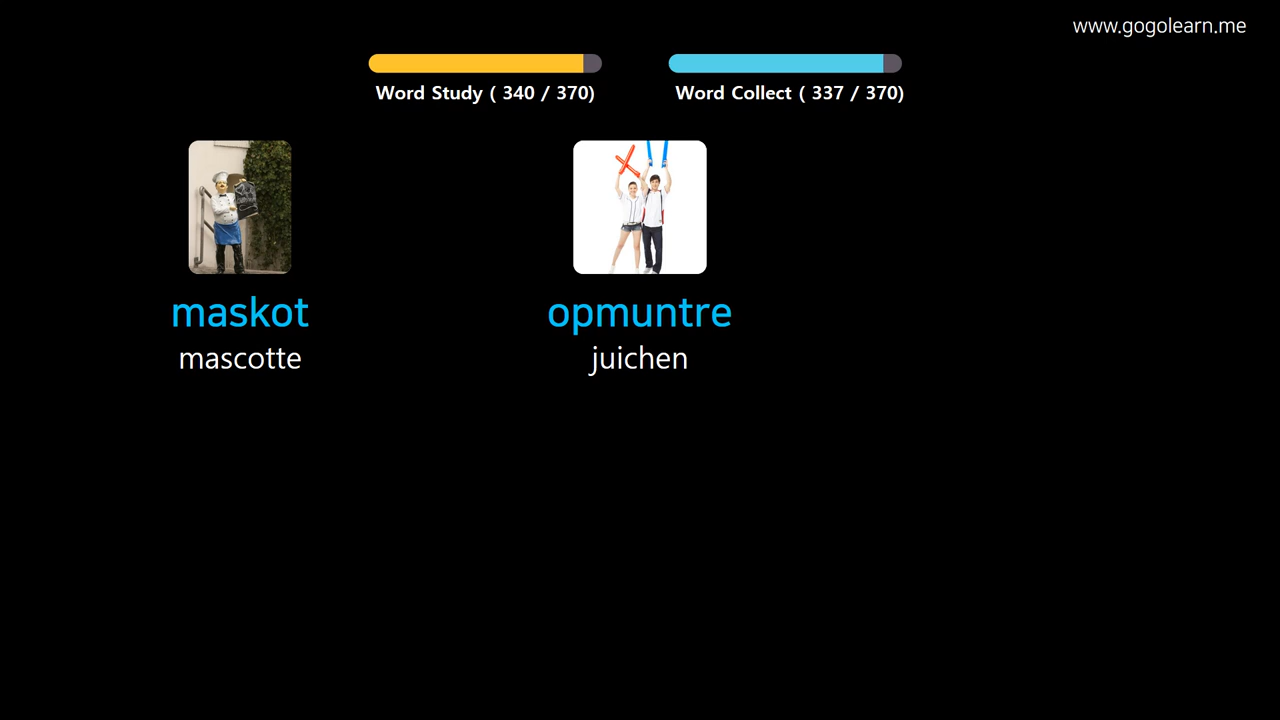 www.gogolearn.me
Word Study ( 340 / 370)
Word Collect ( 337 / 370)
maskot
mascotte
opmuntre
juichen